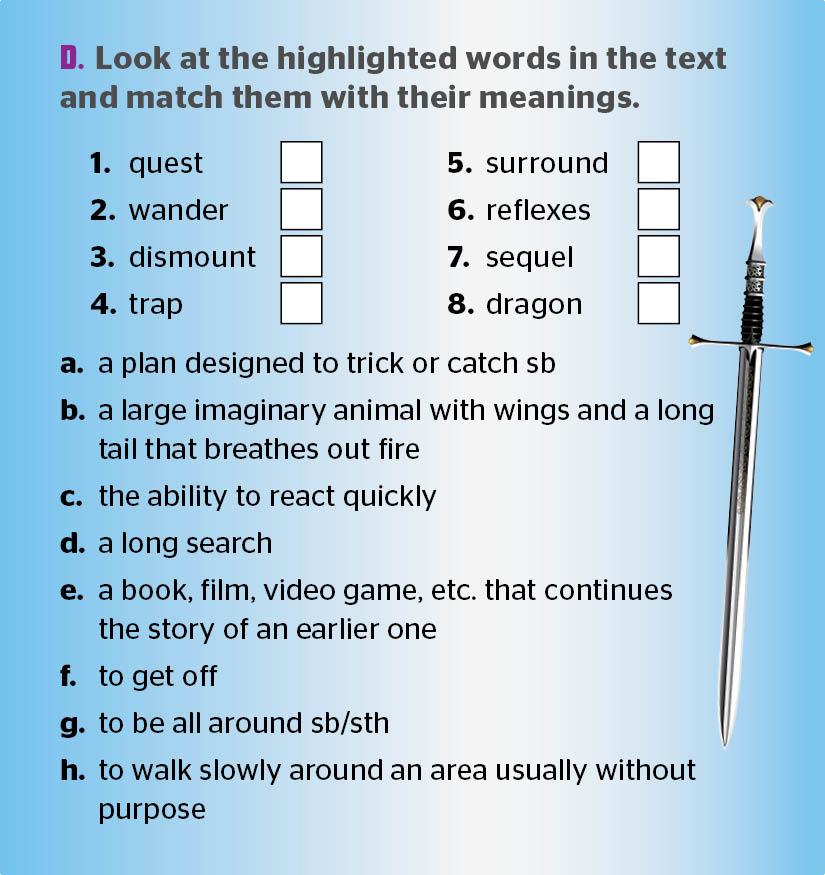 D. Look at the highlighted words in the text
and match them with their meanings.
1. quest
2. wander
3. dismount
4. trap
5. surround
6. reflexes
7. sequel
8. dragon
a. a plan designed to trick or catch sb
b. a large imaginary animal with wings and a long
tail that breathes out fire
c. the ability to react quickly
d. a long search
e. a book, film, video game, etc. that continues
the story of an earlier one
f. to get off
g. to be all around sb/sth
h. to walk slowly around an area usually without
purpose